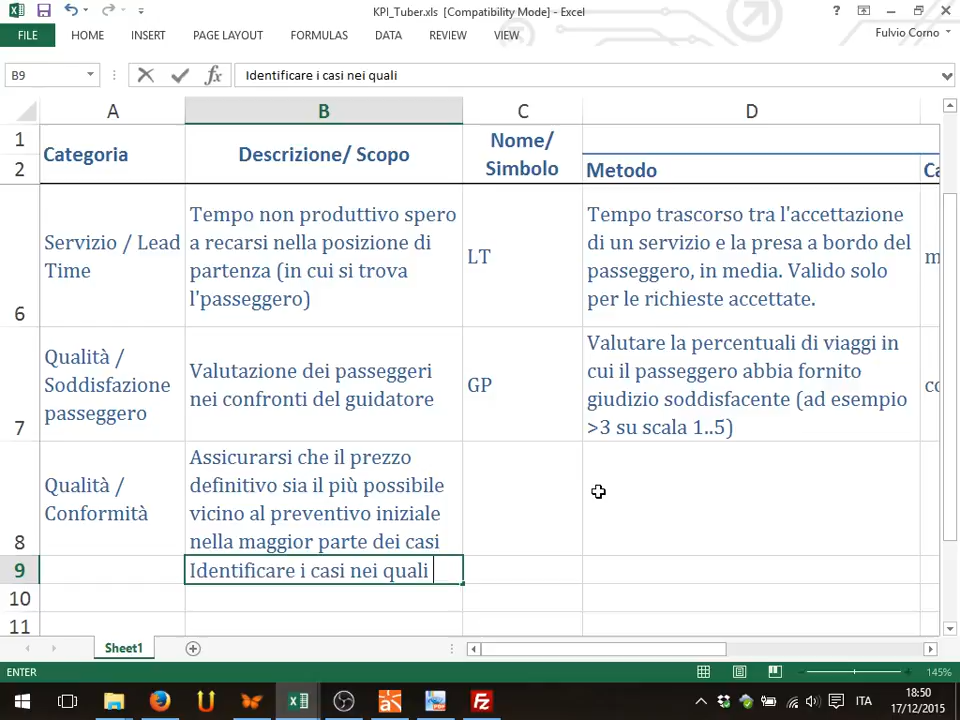 KPI_Tuber.xls [Compatibility Mode] - Excel
?
FILE HOME INSERT PAGE LAYOUT FORMULAS DATA REVIEW VIEW
Fulvio Corno
B9
fx
Identificare i casi nei quali
A B C D
1
2
Categoria
Descrizione/ Scopo
Nome/
Simbolo
Metodo
Ca
6
Servizio / Lead
Time
Tempo non produttivo spero
a recarsi nella posizione di
partenza (in cui si trova
l'passeggero)
LT
Tempo trascorso tra l'accettazione
di un servizio e la presa a bordo del
passeggero, in media. Valido solo
per le richieste accettate.
m
7
Qualità /
Soddisfazione
passeggero
Valutazione dei passeggeri
nei confronti del guidatore
GP
Valutare la percentuali di viaggi in
cui il passeggero abbia fornito
giudizio soddisfacente (ad esempio
>3 su scala 1..5)
co
8
Qualità /
Conformità
Assicurarsi che il prezzo
definitivo sia il più possibile
vicino al preventivo iniziale
nella maggior parte dei casi
9
Identificare i casi nei quali
10
11
Sheet1
ENTER
145%
ITA
18:50
17/12/2015